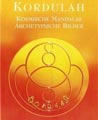 KORDULAH
KOSMISCHE MANDALAS
ARCHETYPISCHE BILDER